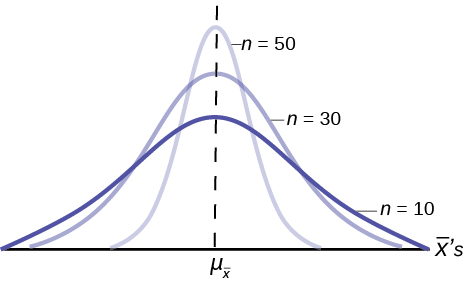 n = 50
n = 30
n = 10
X̅'s
μx̅